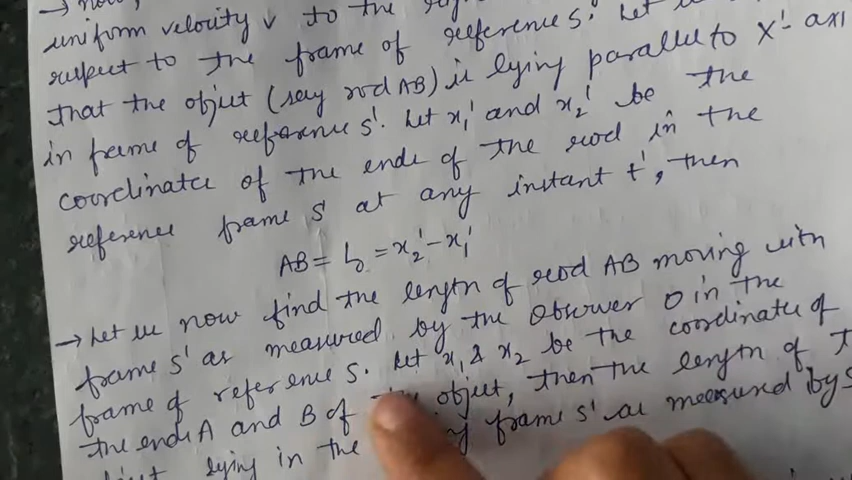 → now,
uniform velocity v to the
respect to the frame of reference S. Let us
that the object (say rod AB) is lying parallel to X'- axi
in frame of reference S'. Let x₁' and x₂' be the
coordinates of the ends of the rod in the
reference frame S' at any instant t', then
AB = L₀ = x₂' - x₁'
→ Let us now find the length of rod AB moving with
frame S' as measured by the Observer O in the
frame of reference S. Let x₁ & x₂ be the coordinates of
the ends A and B of the object, then the length of
lying in the frame S' as measured by S